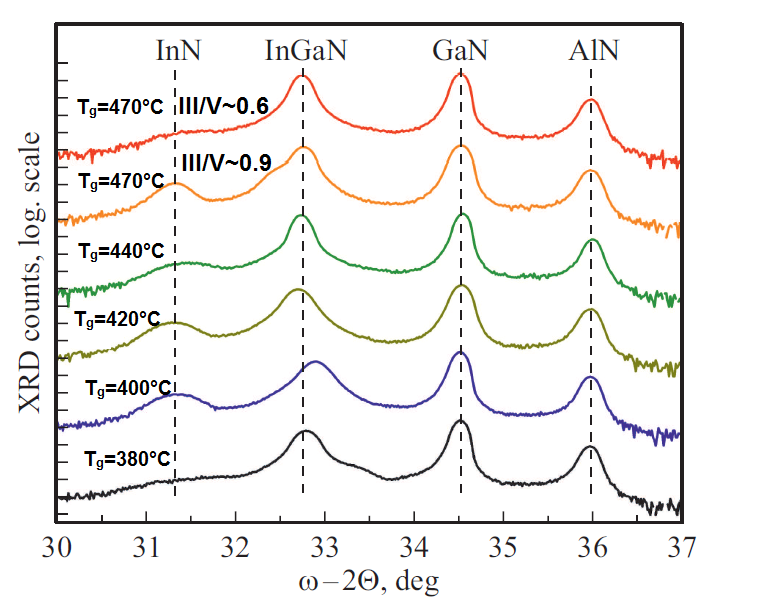 InN InGaN GaN AlN
Tg=470°C III/V~0.6
III/V~0.9
Tg=470°C
Tg=440°C
Tg=420°C
Tg=400°C
Tg=380°C
XRD counts, log. scale
30 31 32 33 34 35 36 37
ω–2Θ, deg